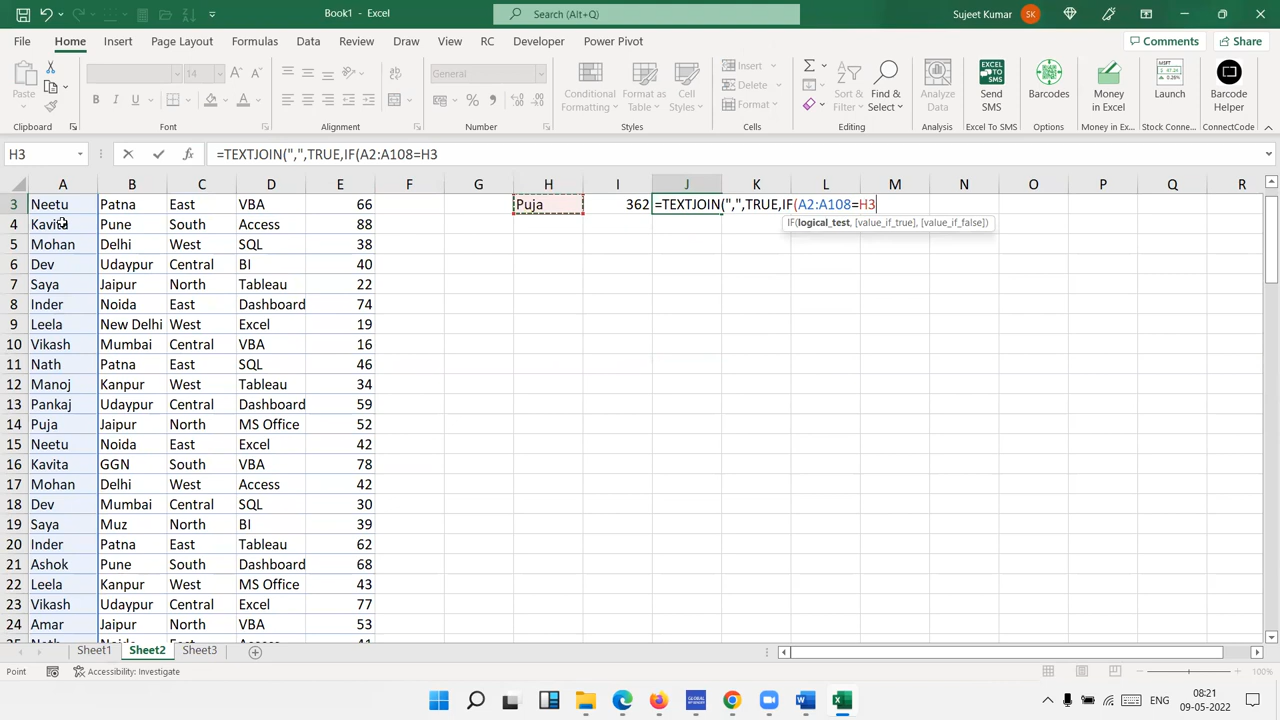 Book1 - Excel
Search (Alt+Q)
Sujeet Kumar
SK
File Home Insert Page Layout Formulas Data Review View Draw RC Developer Power Pivot
Comments
Share
Paste
14
General
Conditional Formatting
Format as Table
Cell Styles
Insert
Delete
Format
Sort & Filter
Find & Select
Analyze Data
Send SMS
Barcodes
Money in Excel
Launch
Barcode Helper
Clipboard Font Alignment Number Styles Cells Editing Analysis Excel To SMS Options Money in Ex... Stock Conne... ConnectCode
H3
=TEXTJOIN(",",TRUE,IF(A2:A108=H3
A B C D E F G H I J K L M N O P Q R
3 Neetu Patna East VBA 66 Puja 362 =TEXTJOIN(",",TRUE,IF(A2:A108=H3
IF(logical_test, [value_if_true], [value_if_false])
4 Kavita Pune South Access 88
5 Mohan Delhi West SQL 38
6 Dev Udaypur Central BI 40
7 Saya Jaipur North Tableau 22
8 Inder Noida East Dashboard 74
9 Leela New Delhi West Excel 19
10 Vikash Mumbai Central VBA 16
11 Nath Patna East SQL 46
12 Manoj Kanpur West Tableau 34
13 Pankaj Udaypur Central Dashboard 59
14 Puja Jaipur North MS Office 52
15 Neetu Noida East Excel 42
16 Kavita GGN South VBA 78
17 Mohan Delhi West Access 42
18 Dev Mumbai Central SQL 30
19 Saya Muz North BI 39
20 Inder Patna East Tableau 62
21 Ashok Pune South Dashboard 68
22 Leela Kanpur West MS Office 43
23 Vikash Udaypur Central Excel 77
24 Amar Jaipur North VBA 53
Sheet1 Sheet2 Sheet3
Point
Accessibility: Investigate
100%
ENG
08:21
09-05-2022